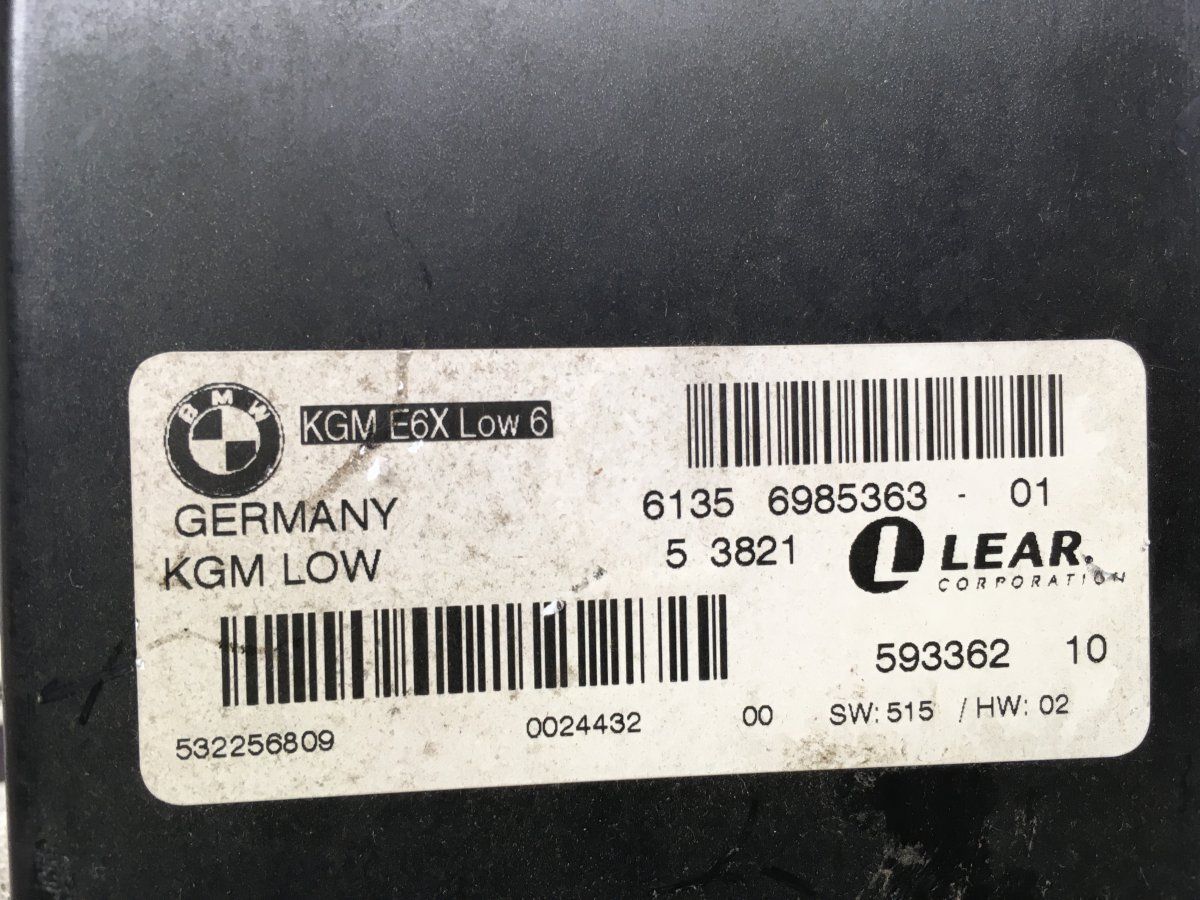 BMW
KGM E6X Low 6
GERMANY
KGM LOW
6135 6985363 - 01
5 3821
LEAR.
CORPORATION
593362 10
532256809 0024432 00 SW: 515 / HW: 02